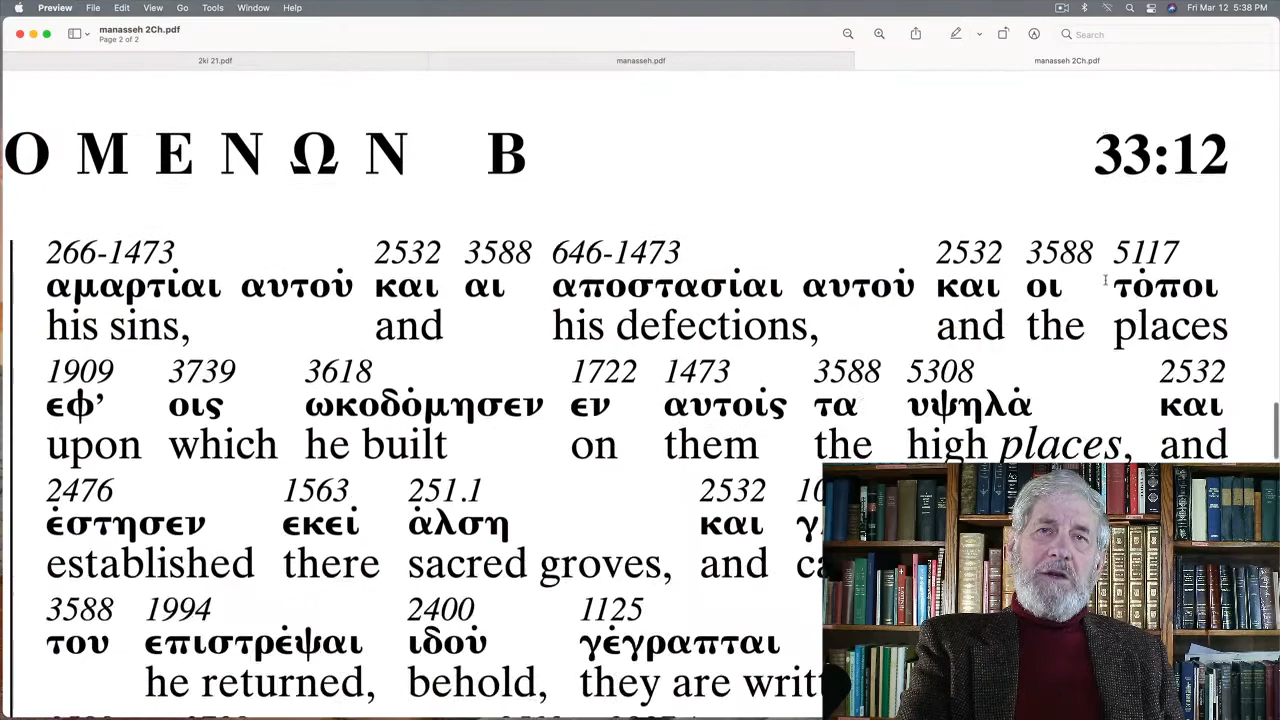 Preview File Edit View Go Tools Window Help Fri Mar 12 5:38 PM
manasseh 2Ch.pdf
Page 2 of 2
Search
2ki 21.pdf manasseh.pdf manasseh 2Ch.pdf
Ο Μ Ε Ν Ω Ν Β 33:12
266-1473 2532 3588 646-1473 2532 3588 5117
αμαρτίαι αυτού και αι αποστασίαι αυτού και οι τόποι
his sins, and his defections, and the places
1909 3739 3618 1722 1473 3588 5308 2532
εφ’ οις ωκοδόμησεν εν αυτοίς τα υψηλά και
upon which he built on them the high places, and
2476 1563 251.1 2532
έστησεν εκεί άλση και
established there sacred groves, and
3588 1994 2400 1125
του επιστρέψαι ιδού γέγραπται
he returned, behold, they are